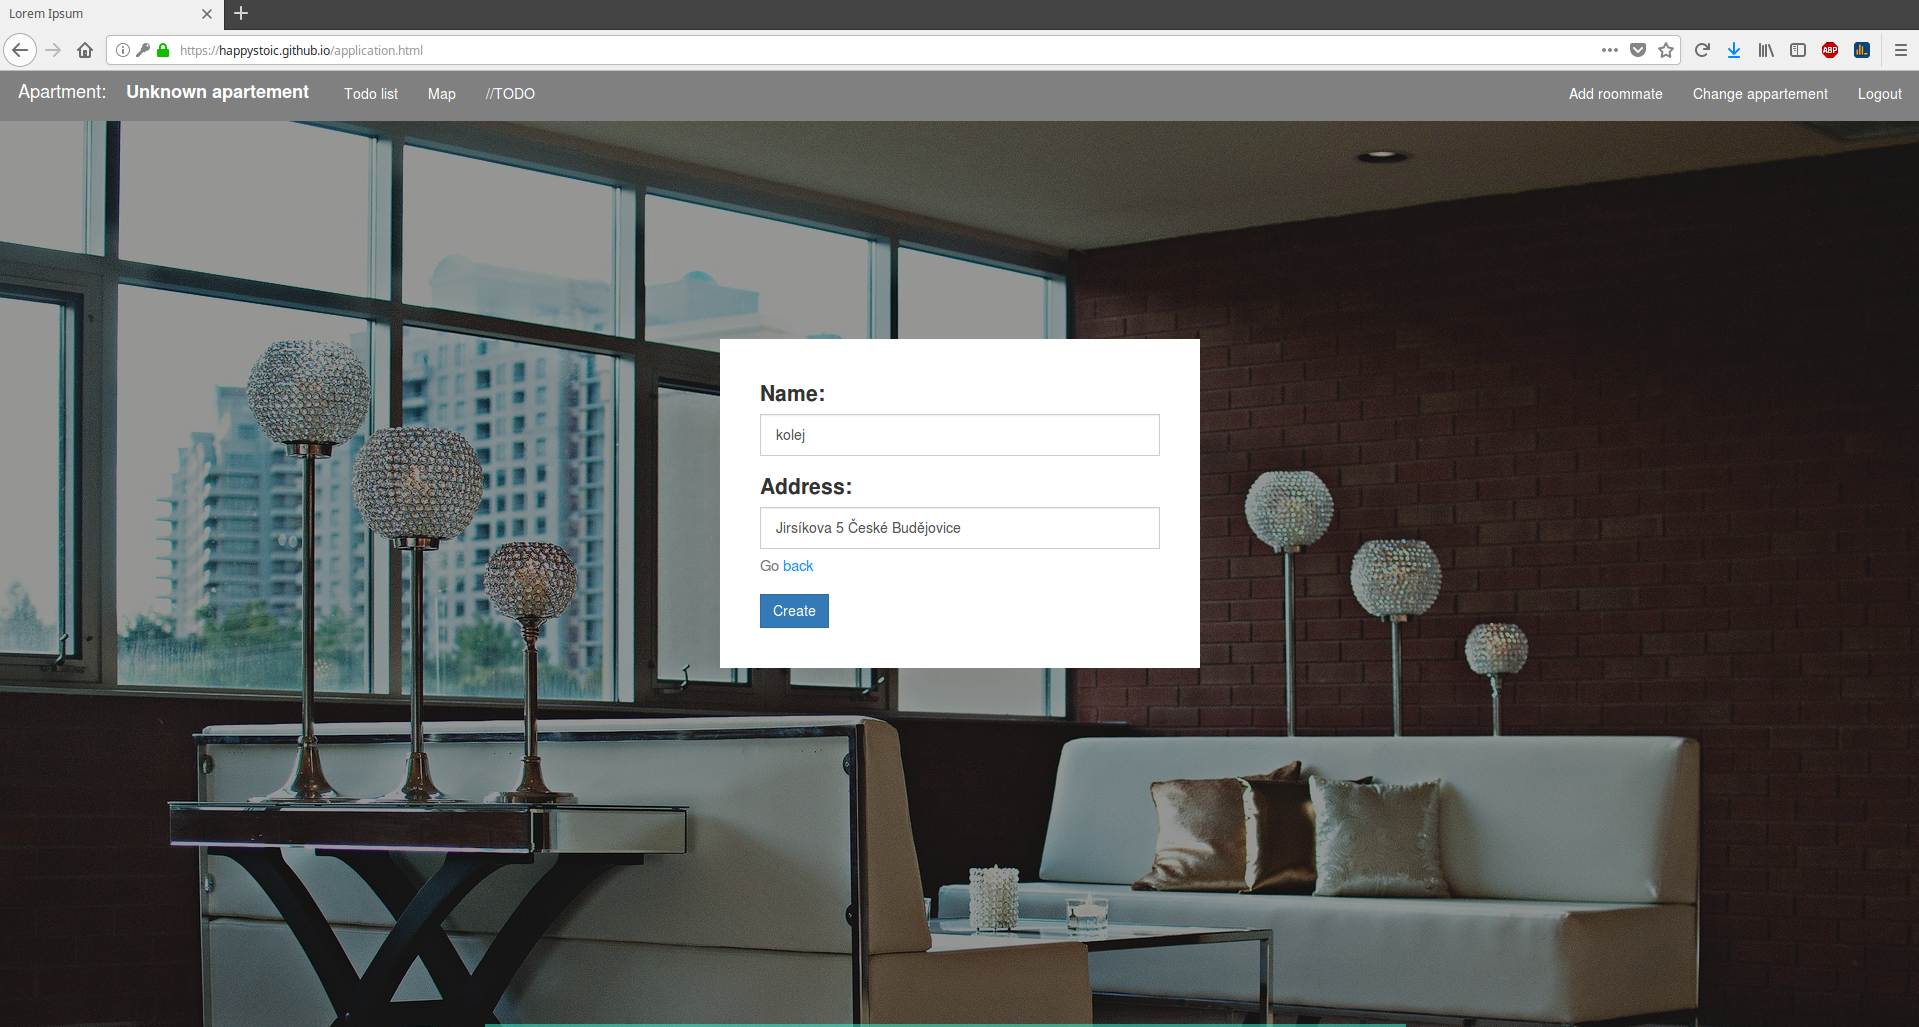 Lorem Ipsum
https://happystoic.github.io/application.html
ABP
Apartment: Unknown apartement Todo list Map //TODO Add roommate Change appartement Logout
Name:
kolej
Address:
Jirsíkova 5 České Budějovice
Go back
Create